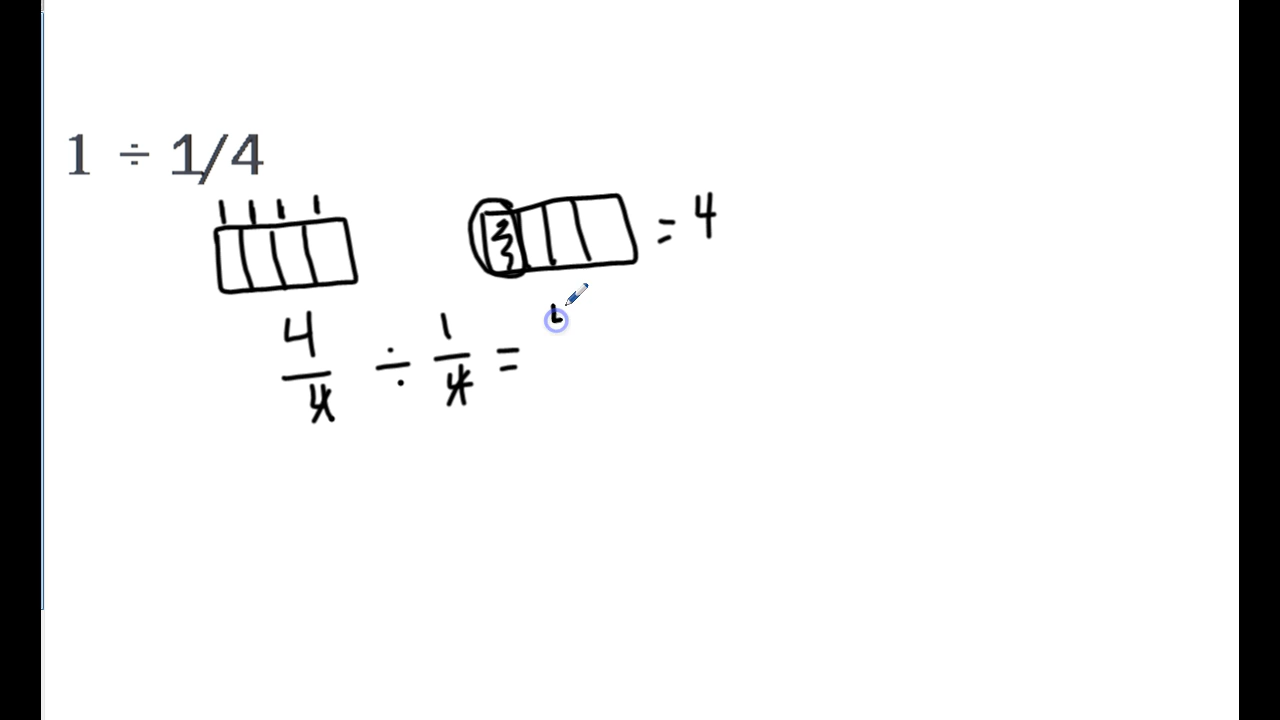 1 ÷ 1/4
= 4
4/4 ÷ 1/4 =